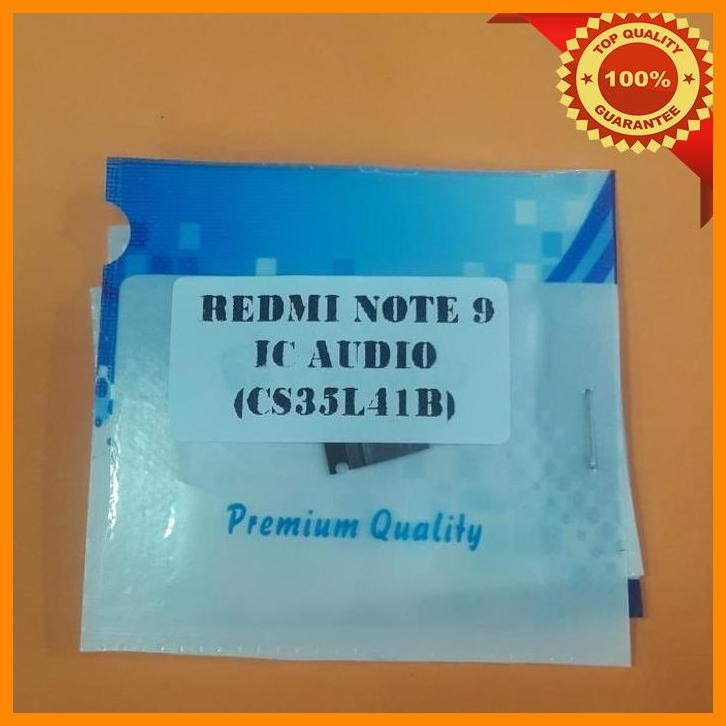 TOP QUALITY
100%
GUARANTEE
REDMI NOTE 9
IC AUDIO
(CS35L41B)
Premium Quality